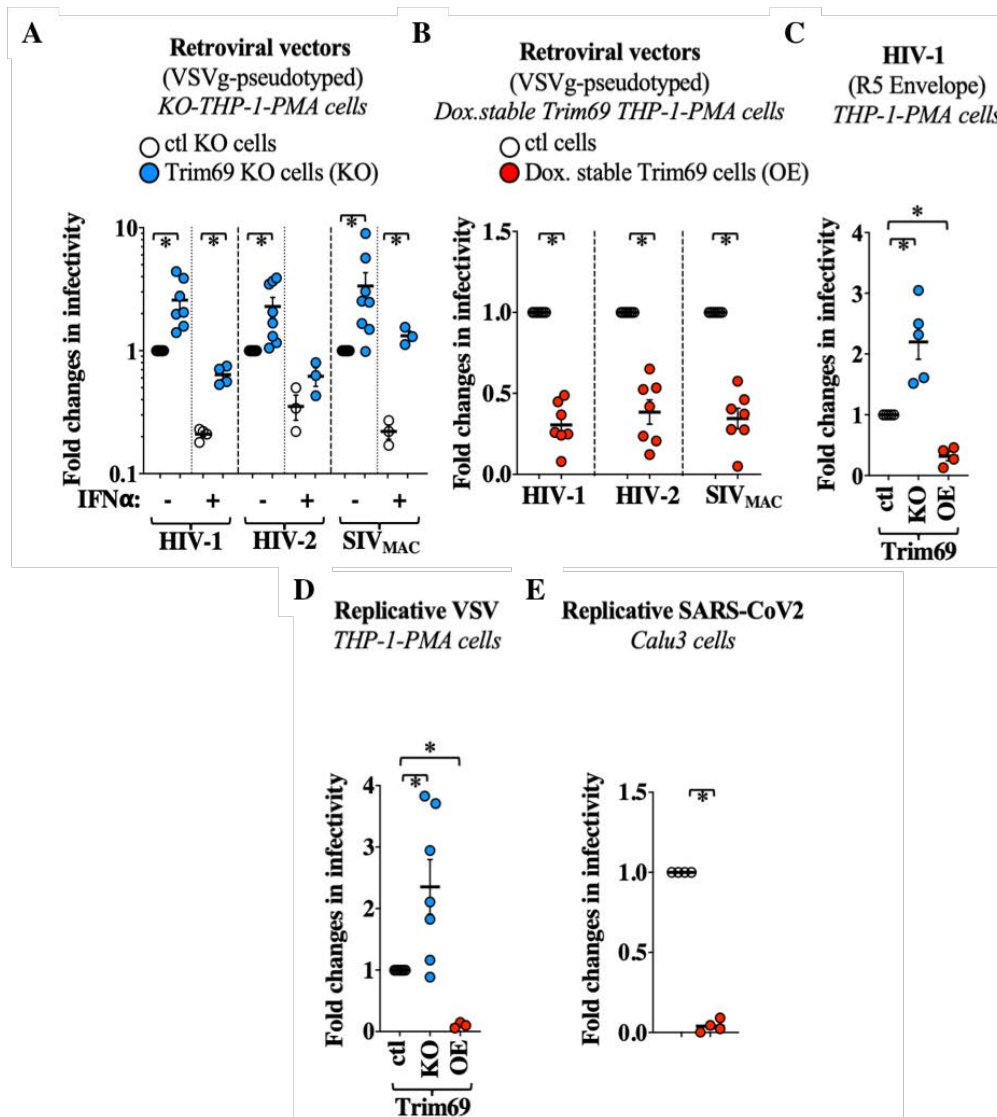 A
Retroviral vectors
(VSVg-pseudotyped)
KO-THP-1-PMA cells
ctl KO cells
Trim69 KO cells (KO)
Fold changes in infectivity
10
1
0.1
* * * * *
IFNα: - + - + - +
HIV-1 HIV-2 SIVMAC
B
Retroviral vectors
(VSVg-pseudotyped)
Dox.stable Trim69 THP-1-PMA cells
ctl cells
Dox. stable Trim69 cells (OE)
Fold changes in infectivity
1.5
1.0
0.5
0.0
* * *
HIV-1 HIV-2 SIVMAC
C
HIV-1
(R5 Envelope)
THP-1-PMA cells
Fold changes in infectivity
4
3
2
1
0
*
*
ctl KO OE
Trim69
D
Replicative VSV
THP-1-PMA cells
Fold changes in infectivity
4
3
2
1
0
*
*
ctl KO OE
Trim69
E
Replicative SARS-CoV2
Calu3 cells
Fold changes in infectivity
1.5
1.0
0.5
0.0
*